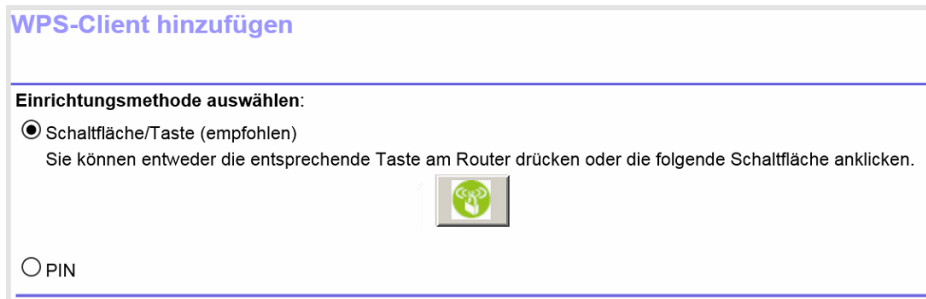 WPS-Client hinzufügen
Einrichtungsmethode auswählen:
Schaltfläche/Taste (empfohlen)
Sie können entweder die entsprechende Taste am Router drücken oder die folgende Schaltfläche anklicken.
PIN